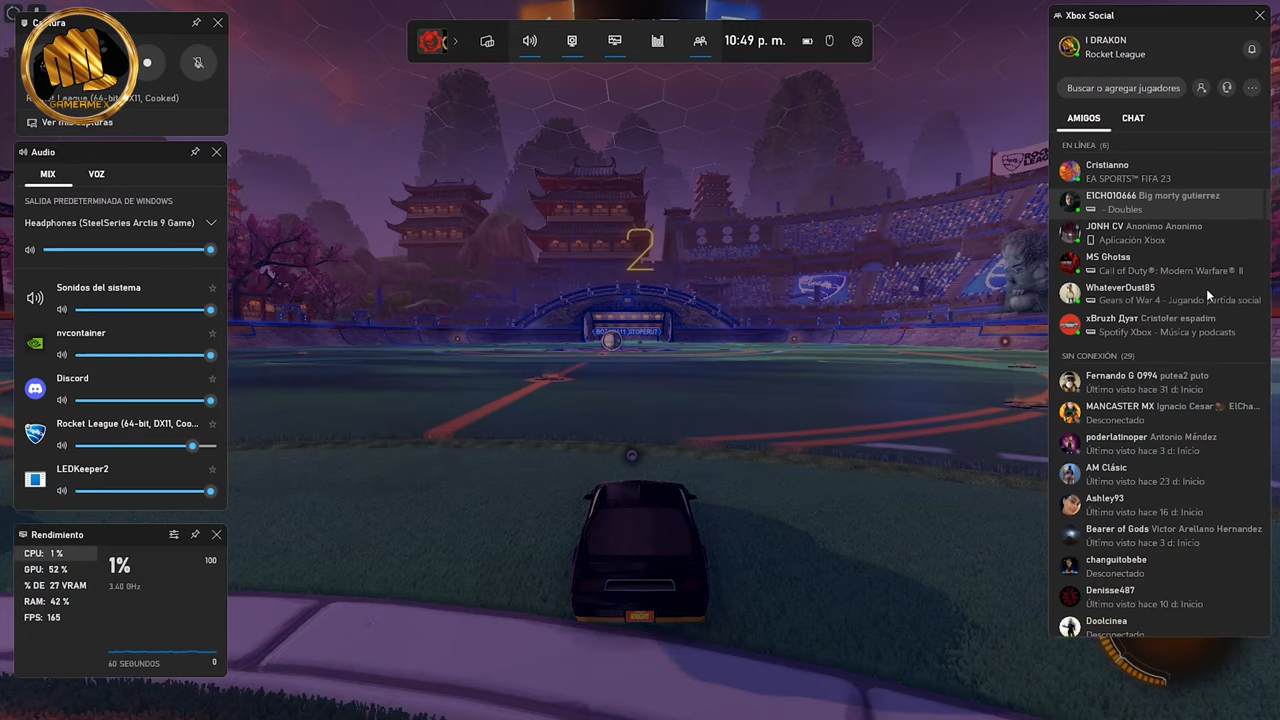 Captura
GAMERMEX
Rocket League (64-bit, DX11, Cooked)
Ver mis capturas
Audio
MIX
VOZ
SALIDA PREDETERMINADA DE WINDOWS
Headphones (SteelSeries Arctis 9 Game)
Sonidos del sistema
nvcontainer
Discord
Rocket League (64-bit, DX11, Coo...
LEDKeeper2
Rendimiento
CPU: 1 %
GPU: 52 %
% DE 27 VRAM
RAM: 42 %
FPS: 165
1%
3.40 GHz
100
60 SEGUNDOS
0
10:49 p. m.
2
KNIGHT
Xbox Social
I DRAKON
Rocket League
Buscar o agregar jugadores
AMIGOS
CHAT
EN LÍNEA (6)
Cristianno
EA SPORTS™ FIFA 23
E1CHO10666 Big morty gutierrez
- Doubles
JONH CV Anonimo Anonimo
Aplicación Xbox
MS Ghotss
Call of Duty®: Modern Warfare® II
WhateverDust85
Gears of War 4 - Jugando partida social
xBruzh Дуат Cristofer espadim
Spotify Xbox - Música y podcasts
SIN CONEXIÓN (29)
Fernando G 0994 putea2 puto
Último visto hace 31 d: Inicio
MANCASTER MX Ignacio Cesar ElCha...
Desconectado
poderlatinoper Antonio Méndez
Último visto hace 3 d: Inicio
AM Clásic
Último visto hace 23 d: Inicio
Ashley93
Último visto hace 16 d: Inicio
Bearer of Gods Victor Arellano Hernandez
Último visto hace 3 d: Inicio
changuitobebe
Desconectado
Denisse487
Último visto hace 10 d: Inicio
Doolcinea
Desconectado